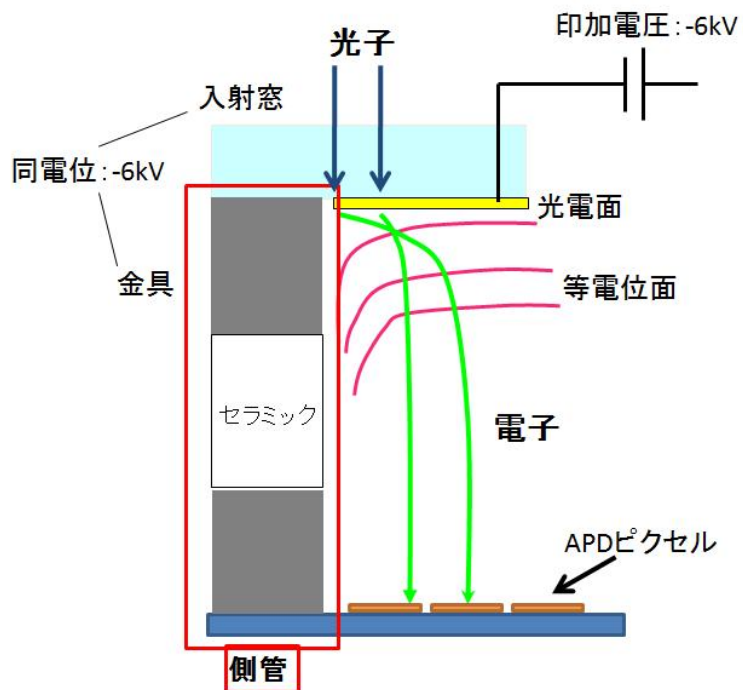 印加電圧:-6kV
光子
入射窓
同電位:-6kV
光電面
金具
等電位面
セラミック
電子
APDピクセル
側管